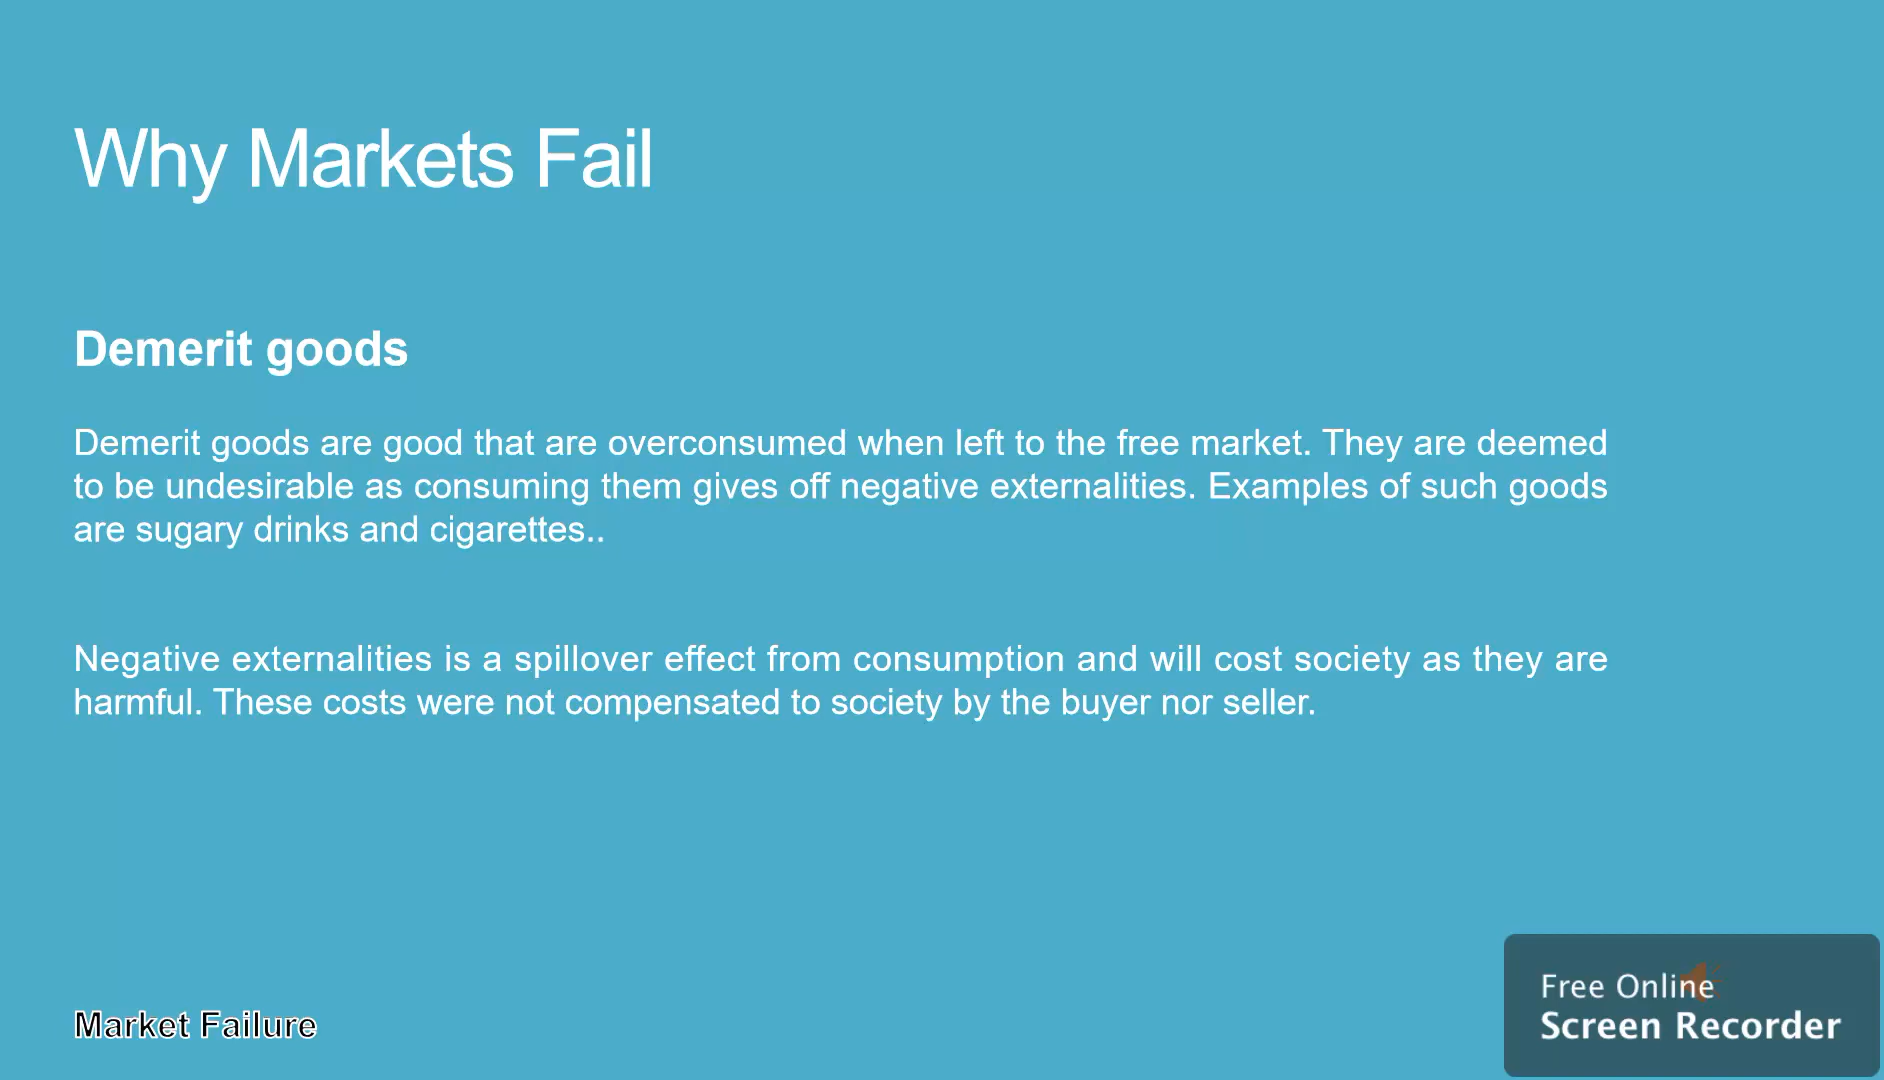 Why Markets Fail
Demerit goods
Demerit goods are good that are overconsumed when left to the free market. They are deemed
to be undesirable as consuming them gives off negative externalities. Examples of such goods
are sugary drinks and cigarettes..
Negative externalities is a spillover effect from consumption and will cost society as they are
harmful. These costs were not compensated to society by the buyer nor seller.
Market Failure
Free Online
Screen Recorder